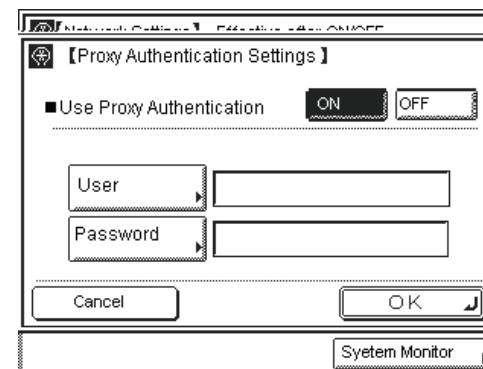 【Proxy Authentication Settings】
■Use Proxy Authentication ON OFF
User
Password
Cancel OK
Syetem Monitor